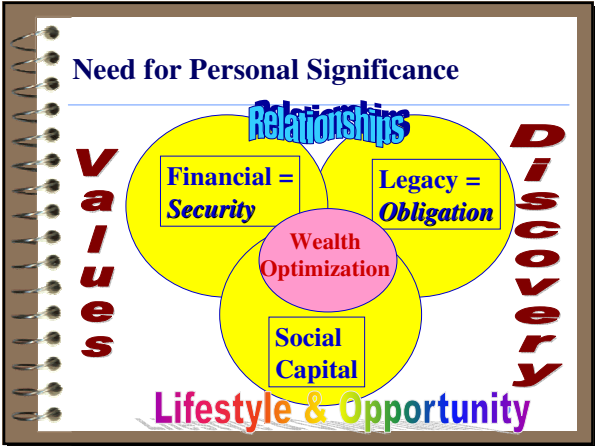 Need for Personal Significance
Relationships
Values
Discovery
Financial =
Security
Legacy =
Obligation
Wealth
Optimization
Social
Capital
Lifestyle & Opportunity